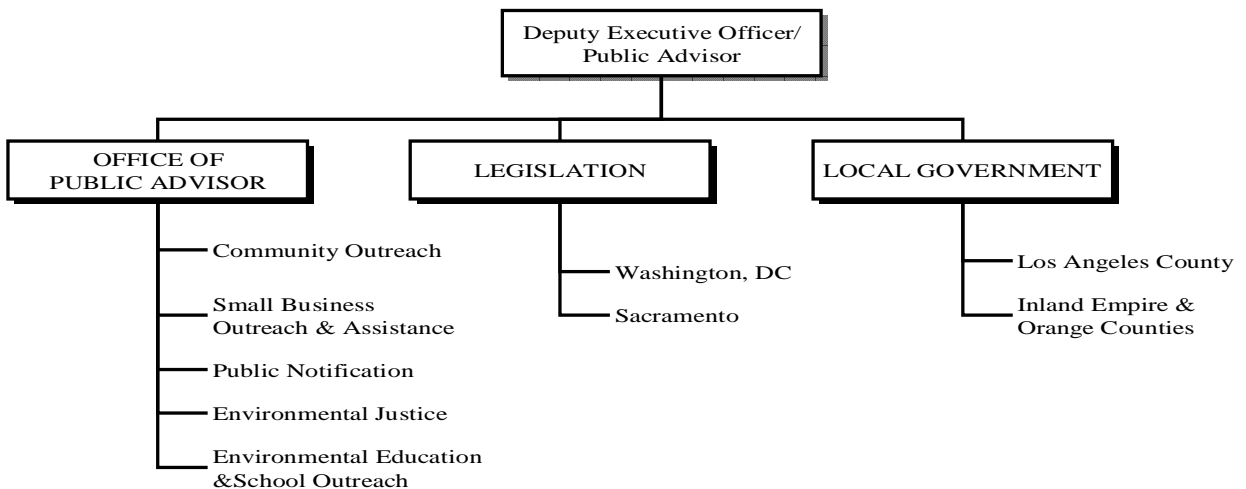 Deputy Executive Officer/
Public Advisor
OFFICE OF
PUBLIC ADVISOR
Community Outreach
Small Business
Outreach & Assistance
Public Notification
Environmental Justice
Environmental Education
&School Outreach
LEGISLATION
Washington, DC
Sacramento
LOCAL GOVERNMENT
Los Angeles County
Inland Empire &
Orange Counties